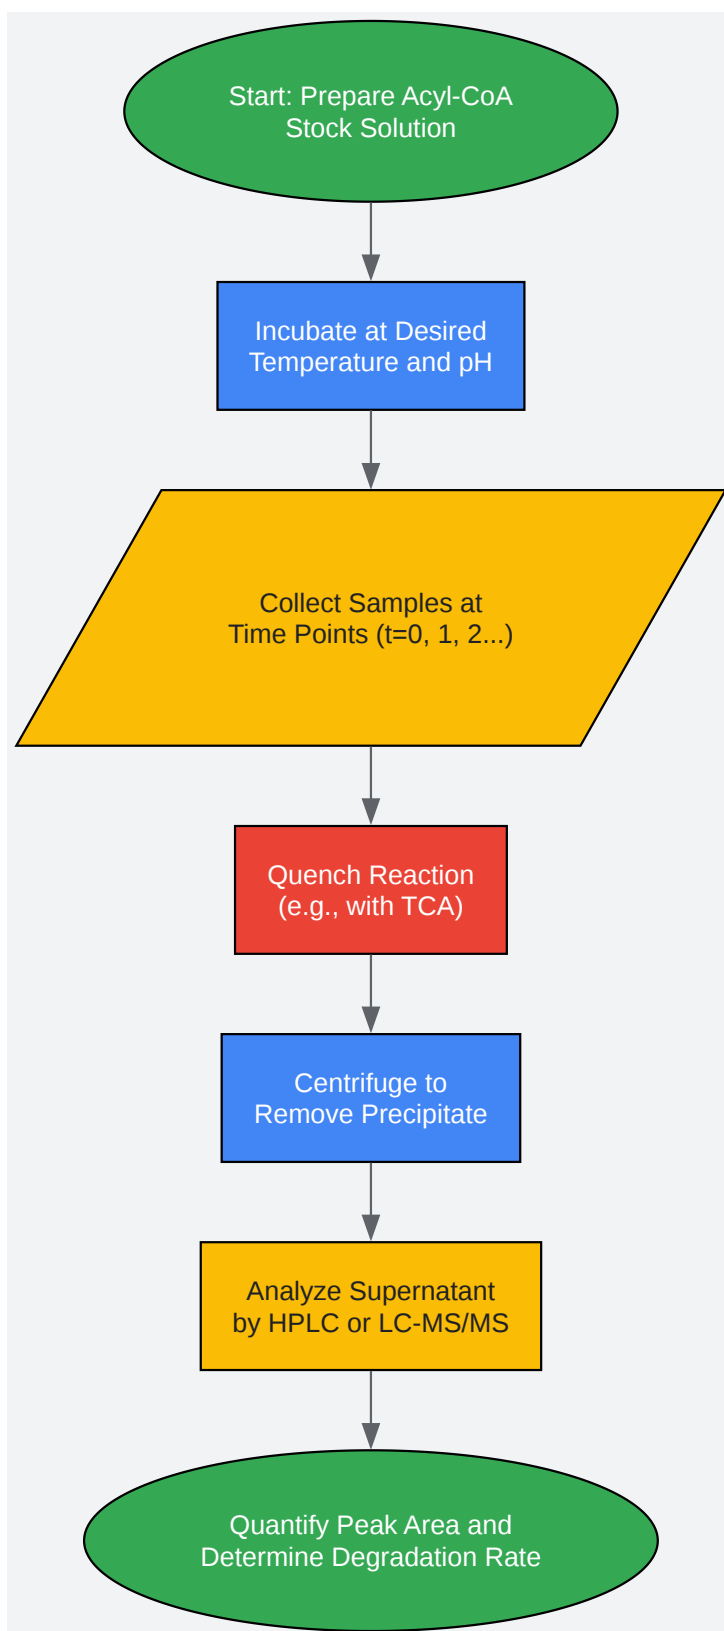 Start: Prepare Acyl-CoA
Stock Solution
Incubate at Desired
Temperature and pH
Collect Samples at
Time Points (t=0, 1, 2...)
Quench Reaction
(e.g., with TCA)
Centrifuge to
Remove Precipitate
Analyze Supernatant
by HPLC or LC-MS/MS
Quantify Peak Area and
Determine Degradation Rate